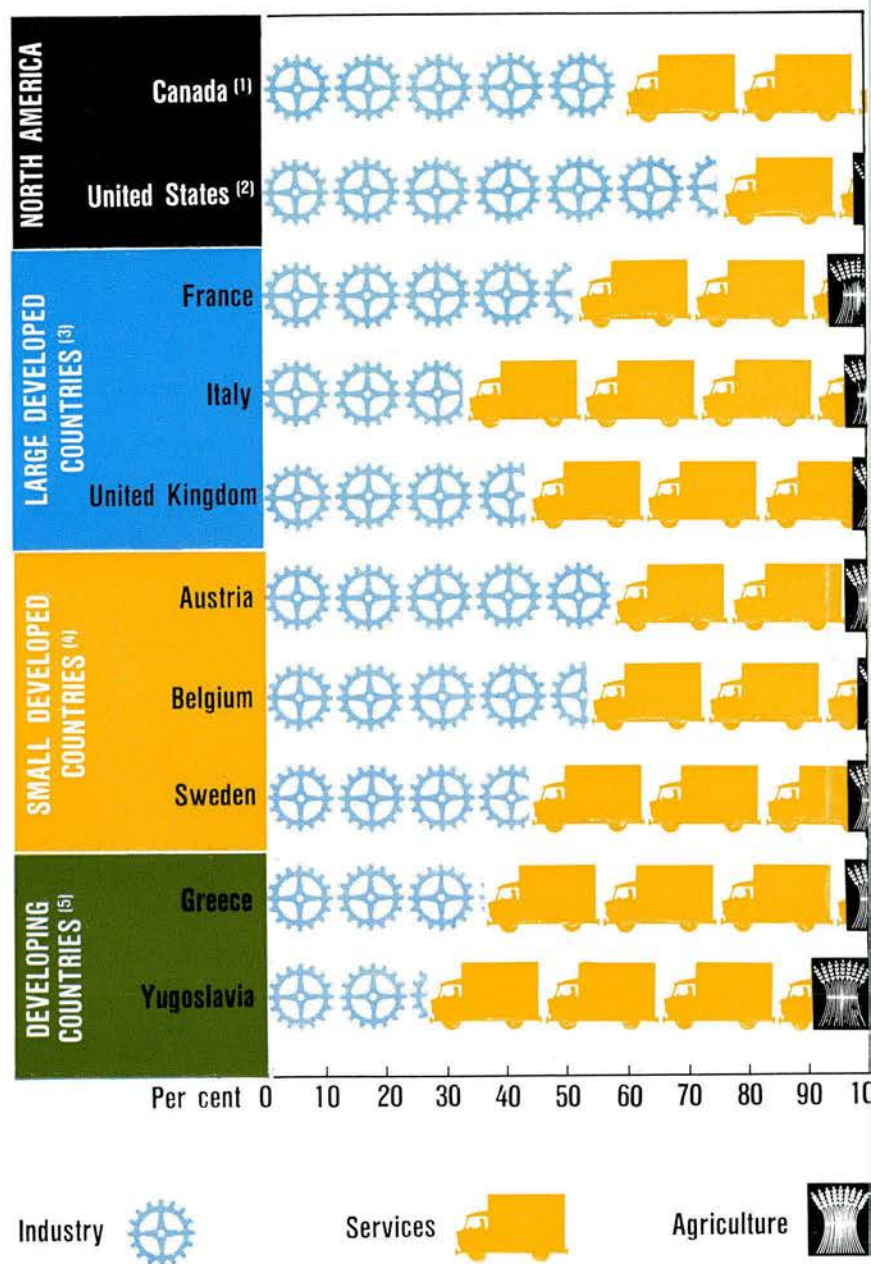 NORTH AMERICA
Canada (1)
United States (2)
LARGE DEVELOPED
COUNTRIES (3)
France
Italy
United Kingdom
SMALL DEVELOPED
COUNTRIES (4)
Austria
Belgium
Sweden
DEVELOPING
COUNTRIES (5)
Greece
Yugoslavia
Per cent 0 10 20 30 40 50 60 70 80 90 10
Industry Services Agriculture